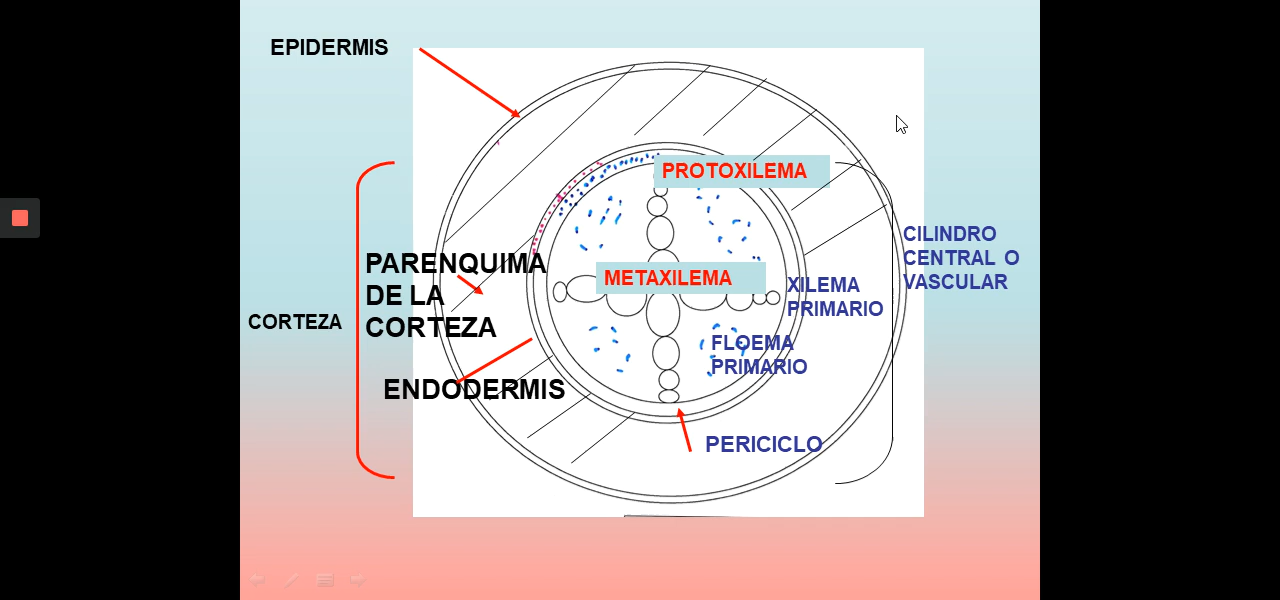 EPIDERMIS
PROTOXILEMA
CILINDRO
CENTRAL O
VASCULAR
PARENQUIMA
DE LA
CORTEZA
METAXILEMA
XILEMA
PRIMARIO
CORTEZA
FLOEMA
PRIMARIO
ENDODERMIS
PERICICLO